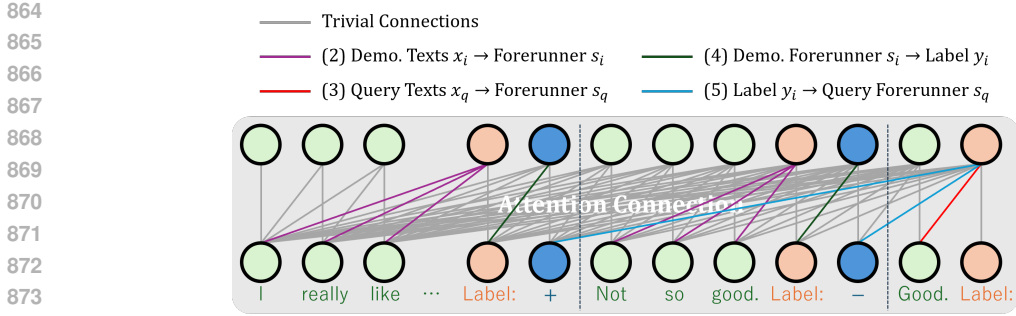 864
865
866
867
868
869
870
871
872
873
Trivial Connections
(2) Demo. Texts xᵢ → Forerunner sᵢ
(4) Demo. Forerunner sᵢ → Label yᵢ
(3) Query Texts x_q → Forerunner s_q
(5) Label yᵢ → Query Forerunner s_q
Attention Connection
I really like ··· Label: + Not so good. Label: − Good. Label: